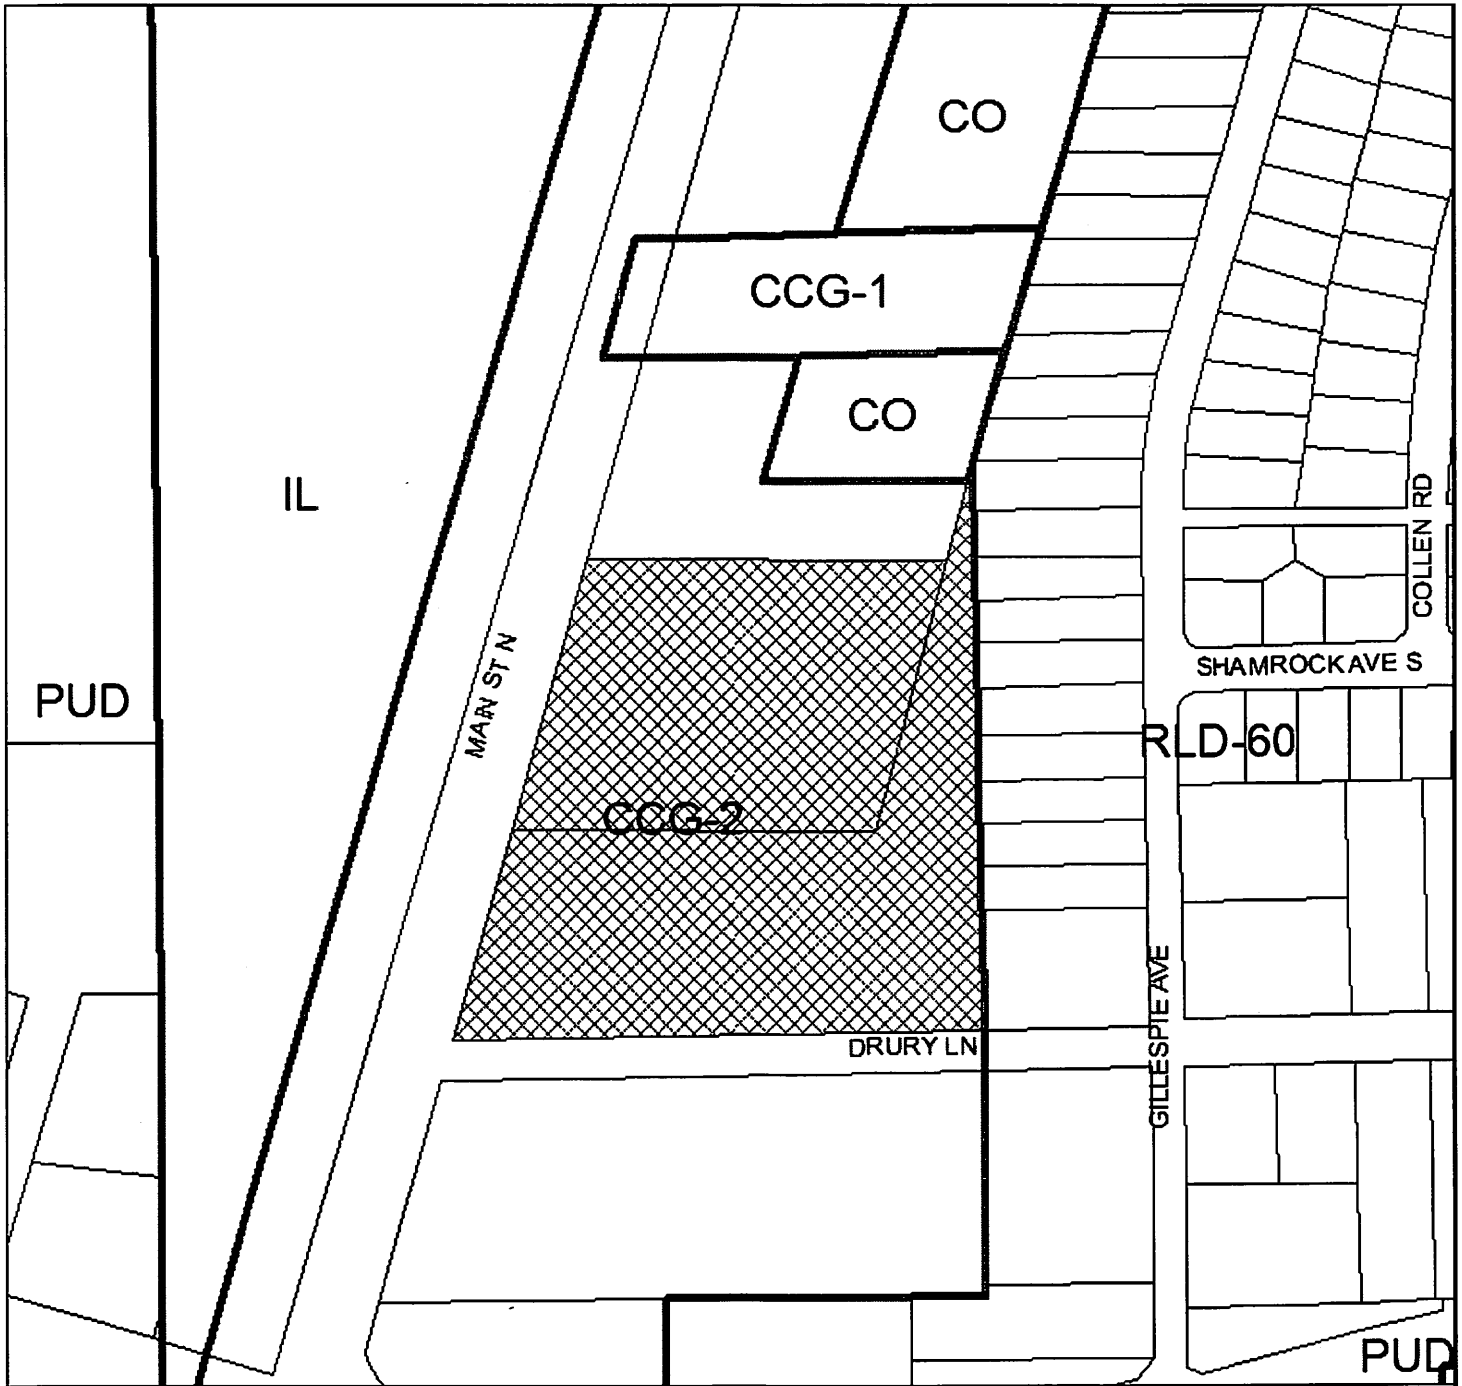 CO
CCG-1
CO
IL
COLLEN RD
MAIN ST N
SHAMROCK AVE S
PUD
RLD-60
CCG-2
GILLESPIE AVE
DRURY LN
PUD